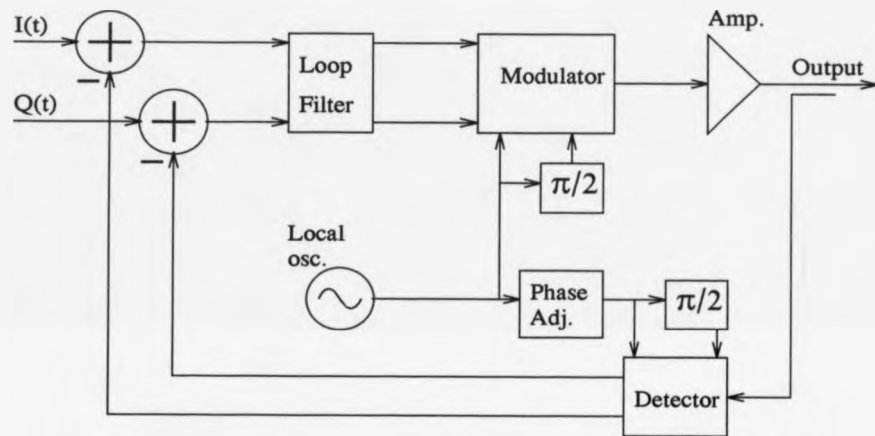 I(t)
Q(t)
Loop
Filter
Modulator
Amp.
Output
π/2
Local
osc.
Phase
Adj.
π/2
Detector